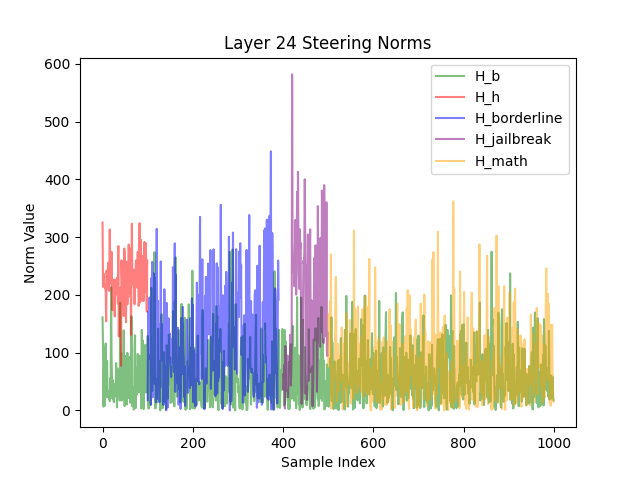 Layer 24 Steering Norms
H_b
H_h
H_borderline
H_jailbreak
H_math
Norm Value
600
500
400
300
200
100
0
0 200 400 600 800 1000
Sample Index